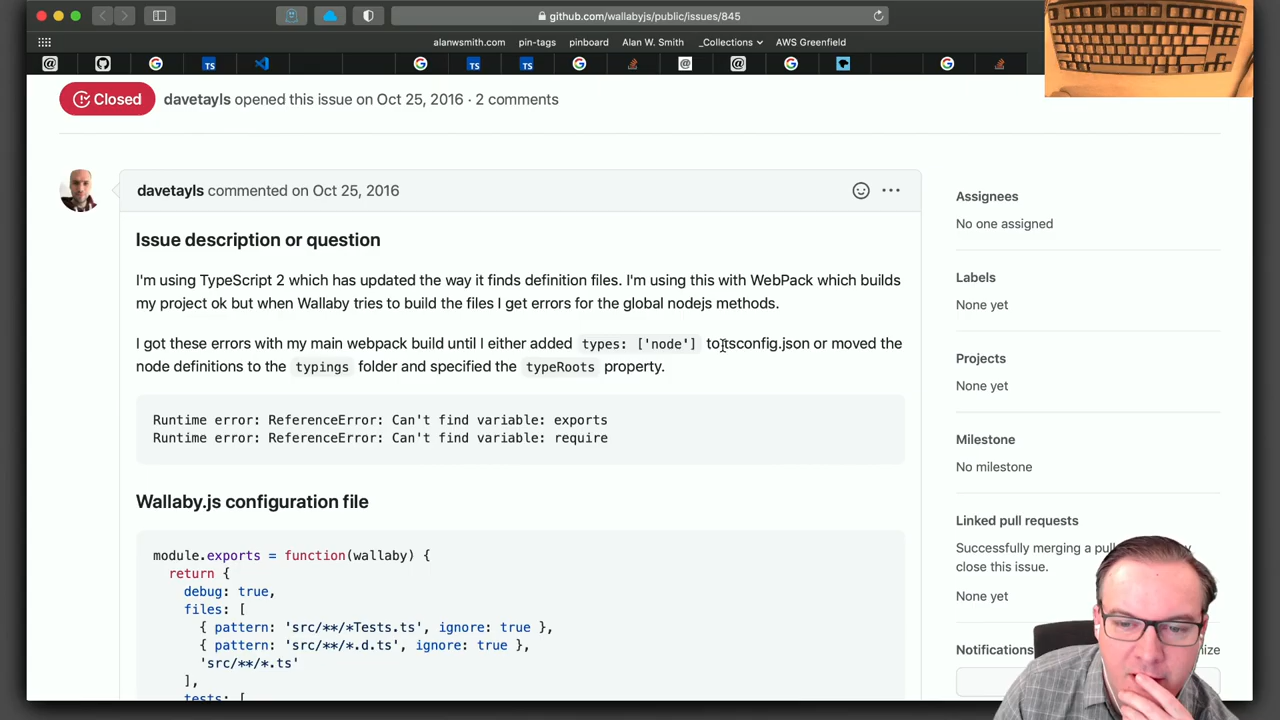 github.com/wallabyjs/public/issues/845
alanwsmith.com pin-tags pinboard Alan W. Smith _Collections AWS Greenfield
Closed davetayls opened this issue on Oct 25, 2016 · 2 comments
davetayls commented on Oct 25, 2016
Issue description or question
I'm using TypeScript 2 which has updated the way it finds definition files. I'm using this with WebPack which builds
my project ok but when Wallaby tries to build the files I get errors for the global nodejs methods.
I got these errors with my main webpack build until I either added types: ['node'] to tsconfig.json or moved the
node definitions to the typings folder and specified the typeRoots property.
Runtime error: ReferenceError: Can't find variable: exports
Runtime error: ReferenceError: Can't find variable: require
Wallaby.js configuration file
module.exports = function(wallaby) {
return {
debug: true,
files: [
{ pattern: 'src/**/*Tests.ts', ignore: true },
{ pattern: 'src/**/*.d.ts', ignore: true },
'src/**/*.ts'
],
tests: [
Assignees
No one assigned
Labels
None yet
Projects
None yet
Milestone
No milestone
Linked pull requests
Successfully merging a pull
close this issue.
None yet
Notifications